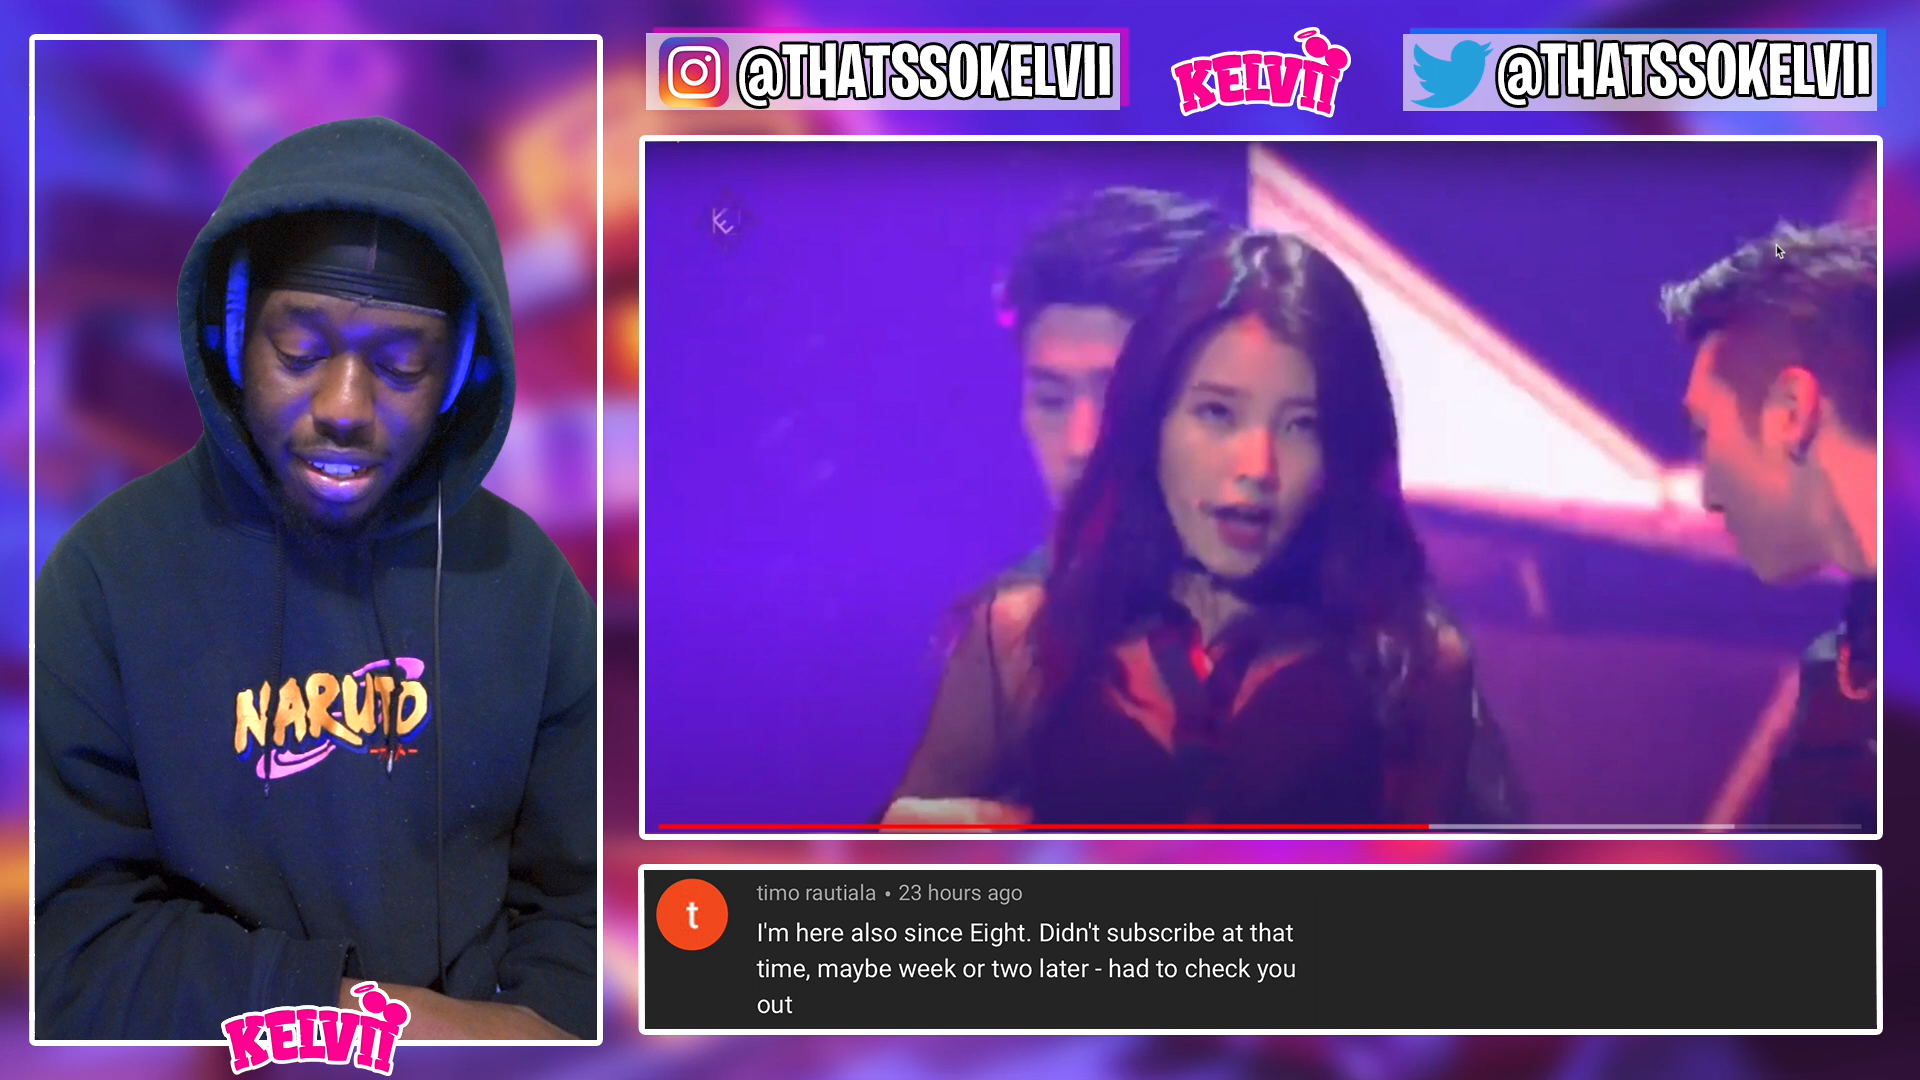 @THATSSOKELVII
KELVII
@THATSSOKELVII
NARUTO
t
timo rautiala • 23 hours ago
I'm here also since Eight. Didn't subscribe at that
time, maybe week or two later - had to check you
out
KELVII